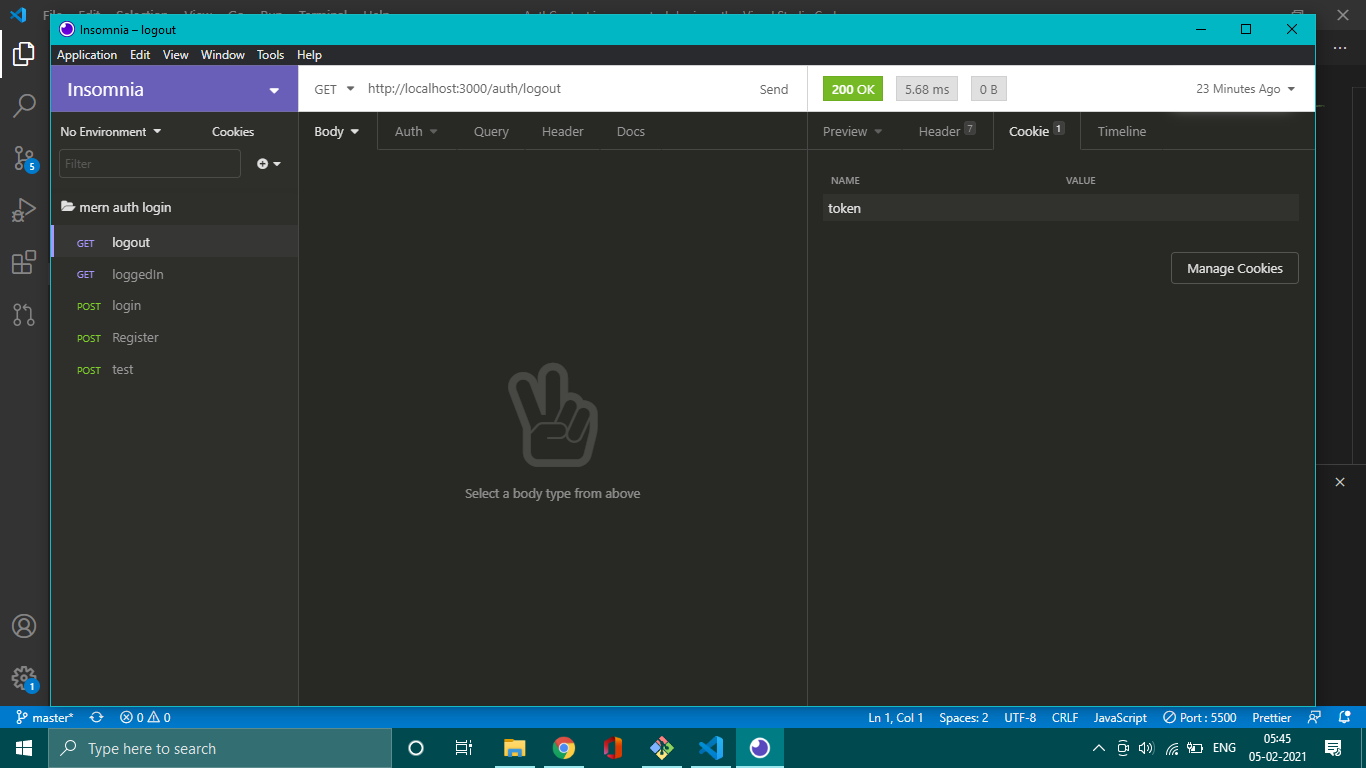 Insomnia – logout
Application Edit View Window Tools Help
Insomnia
GET http://localhost:3000/auth/logout Send
200 OK 5.68 ms 0 B 23 Minutes Ago
No Environment Cookies
Body Auth Query Header Docs
Preview Header 7 Cookie 1 Timeline
Filter
NAME VALUE
token
Manage Cookies
mern auth login
GET logout
GET loggedIn
POST login
POST Register
POST test
Select a body type from above
5
1
master* 0 0 Ln 1, Col 1 Spaces: 2 UTF-8 CRLF JavaScript Port : 5500 Prettier
Type here to search
ENG
05:45
05-02-2021